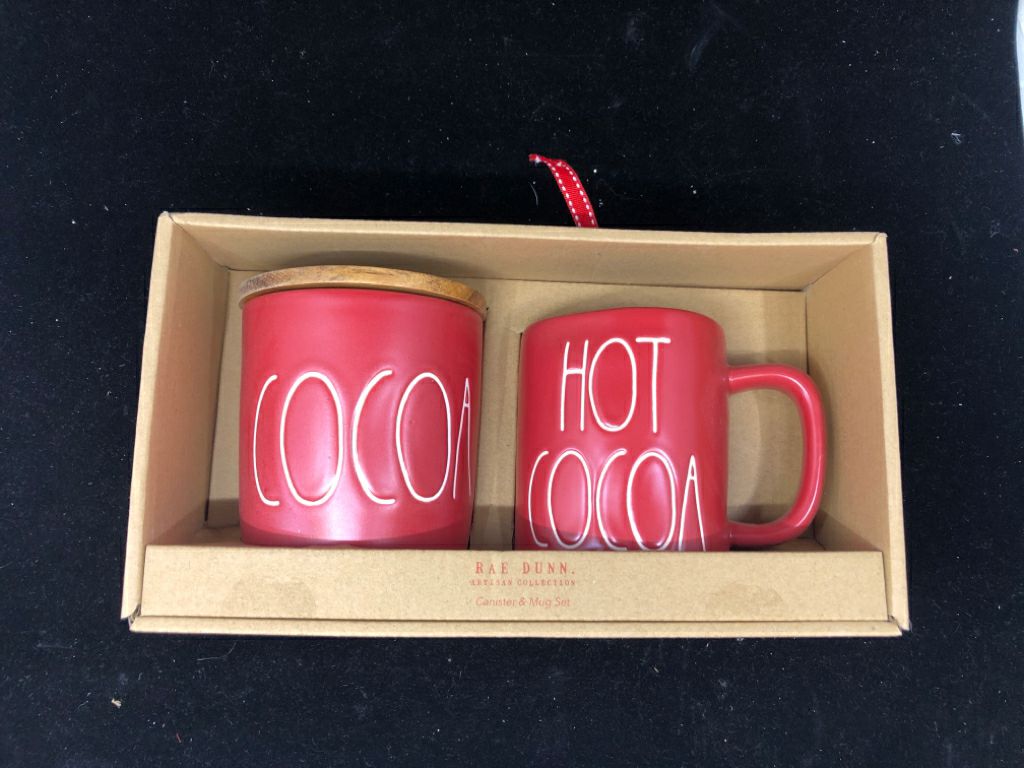 COCOA
HOT
COCOA
RAE DUNN.
ARTISAN COLLECTION
Canister & Mug Set